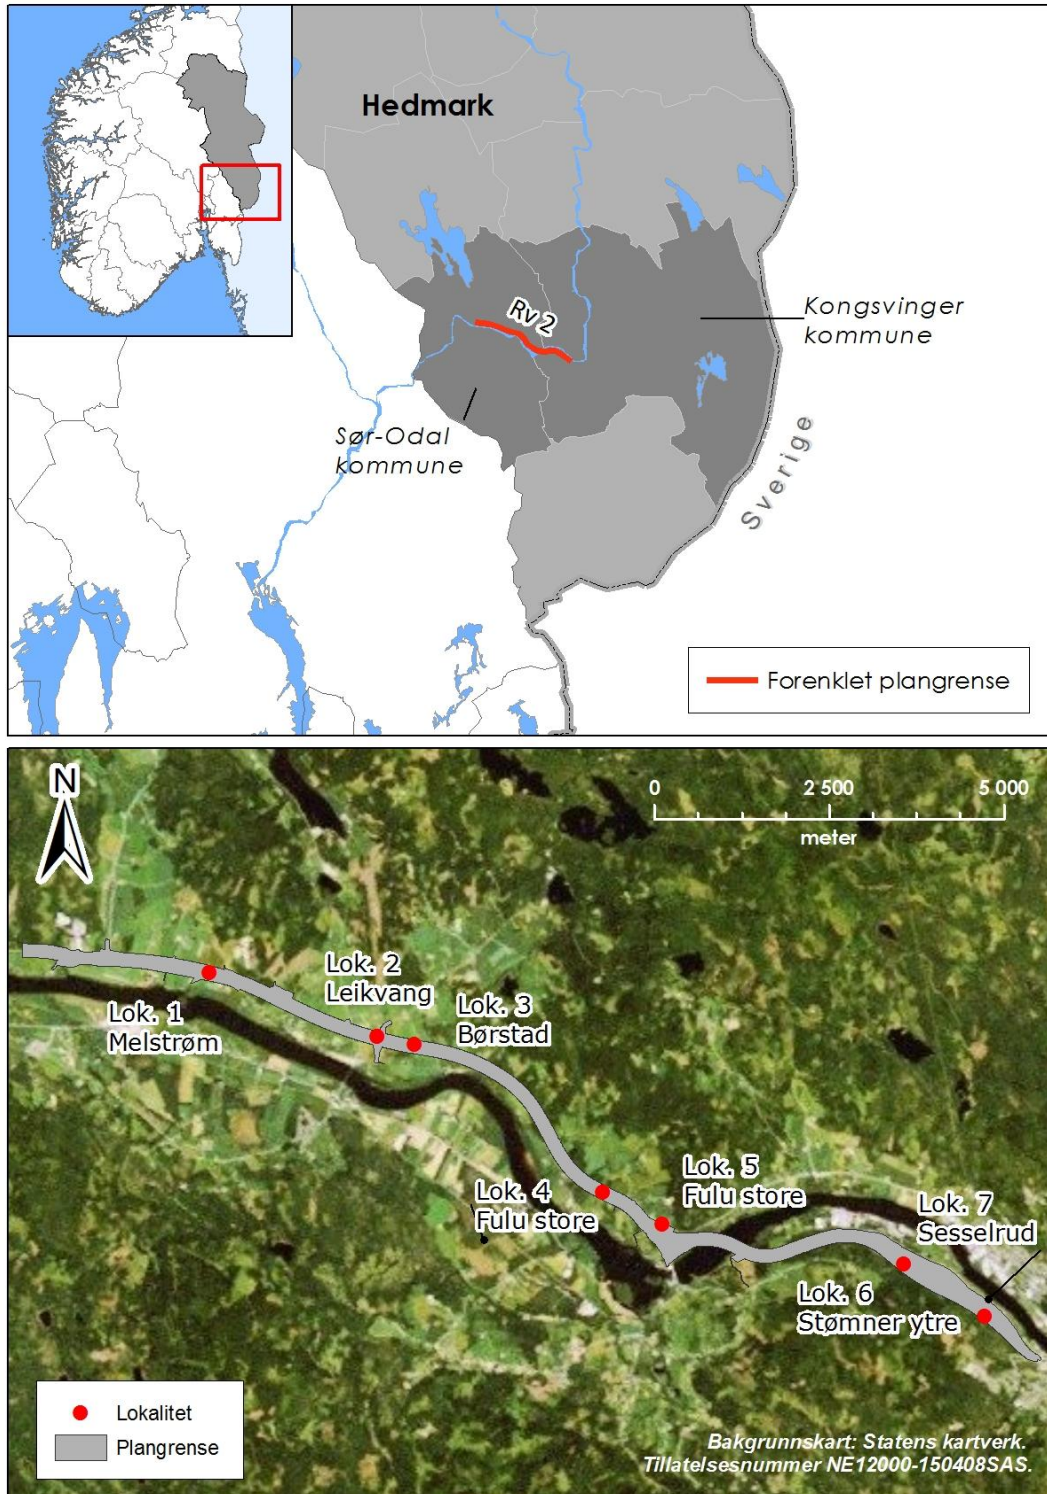 Hedmark
Rv 2
Kongsvinger
kommune
Sør-Odal
kommune
Sverige
Forenklet plangrense
N
0 2 500 5 000
meter
Lok. 1
Melstrøm
Lok. 2
Leikvang
Lok. 3
Børstad
Lok. 4
Fulu store
Lok. 5
Fulu store
Lok. 6
Stømner ytre
Lok. 7
Sesselrud
Lokalitet
Plangrense
Bakgrunnskart: Statens kartverk.
Tillatelsesnummer NE12000-150408SAS.